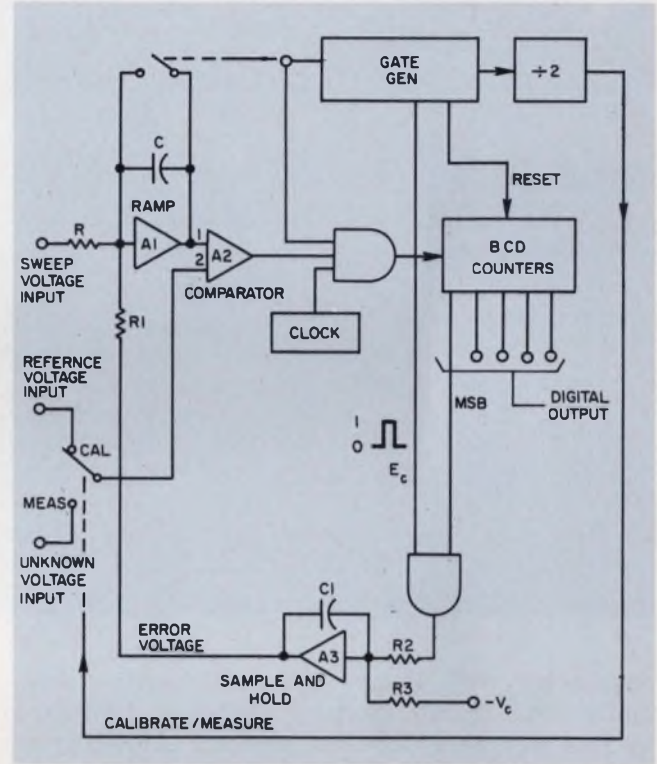 GATE
GEN
÷2
C
RESET
RAMP
R
A1
1
2
A2
BCD
COUNTERS
SWEEP
VOLTAGE
INPUT
COMPARATOR
R1
CLOCK
REFERNCE
VOLTAGE
INPUT
MSB
DIGITAL
OUTPUT
CAL
1
0
Ec
MEAS
UNKNOWN
VOLTAGE
INPUT
C1
ERROR
VOLTAGE
A3
R2
SAMPLE AND
HOLD
R3
-Vc
CALIBRATE/MEASURE